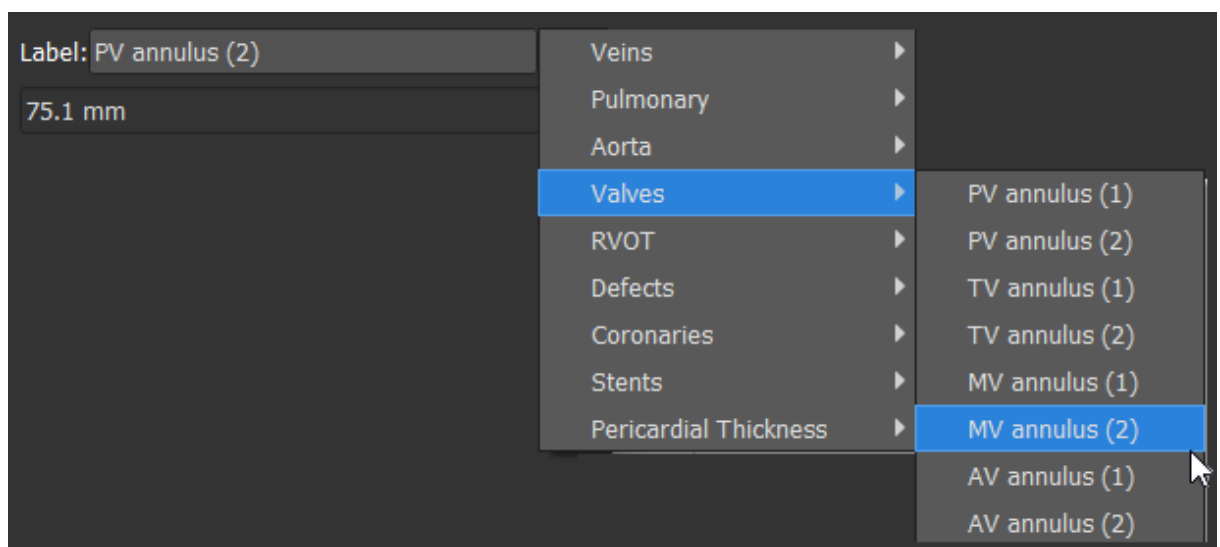 Label: PV annulus (2)
75.1 mm
Veins
Pulmonary
Aorta
Valves
RVOT
Defects
Coronaries
Stents
Pericardial Thickness
PV annulus (1)
PV annulus (2)
TV annulus (1)
TV annulus (2)
MV annulus (1)
MV annulus (2)
AV annulus (1)
AV annulus (2)